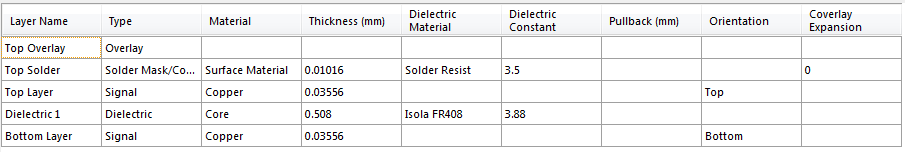 Layer Name Type Material Thickness (mm) Dielectric Material Dielectric Constant Pullback (mm) Orientation Coverlay Expansion
Top Overlay Overlay
Top Solder Solder Mask/Co... Surface Material 0.01016 Solder Resist 3.5 0
Top Layer Signal Copper 0.03556 Top
Dielectric 1 Dielectric Core 0.508 Isola FR408 3.88
Bottom Layer Signal Copper 0.03556 Bottom